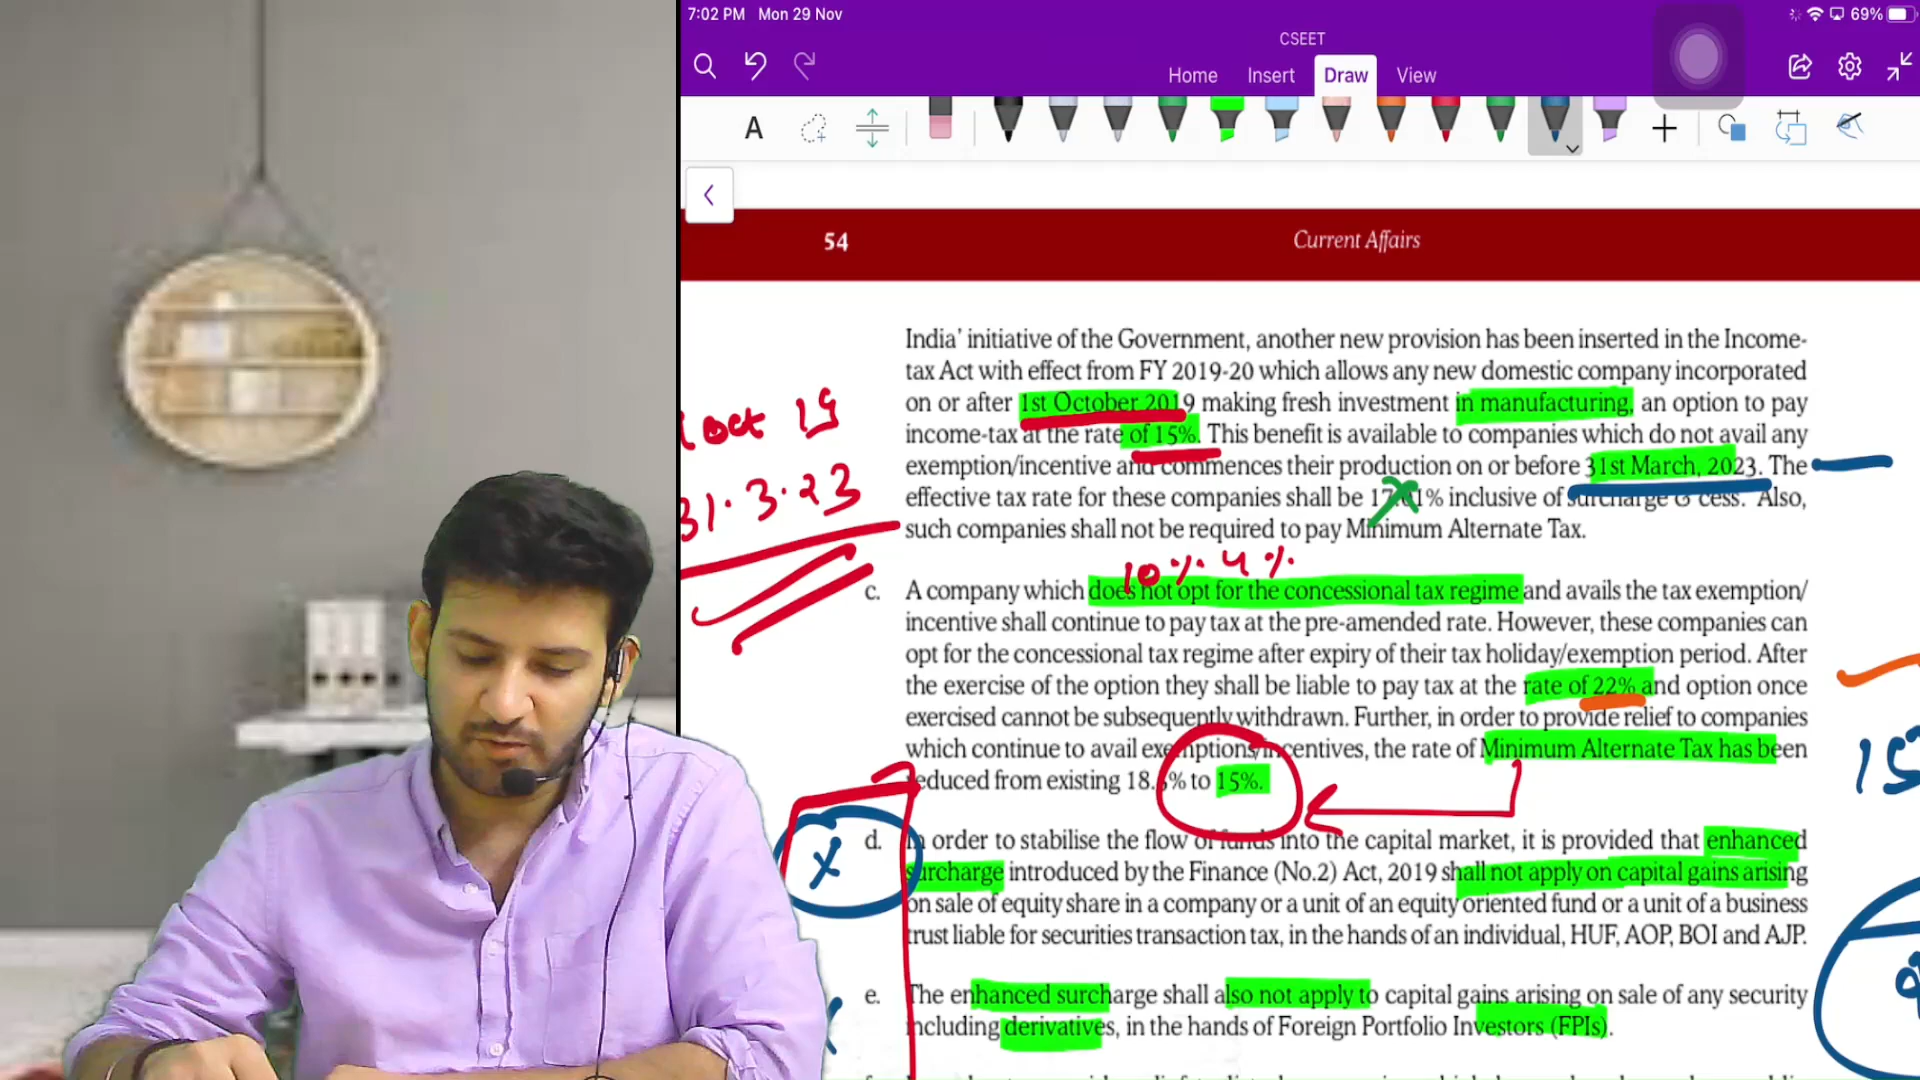 7:02 PM Mon 29 Nov
69%
CSEET
Home Insert Draw View
A
54
Current Affairs
India' initiative of the Government, another new provision has been inserted in the Income-
tax Act with effect from FY 2019-20 which allows any new domestic company incorporated
on or after 1st October 2019 making fresh investment in manufacturing, an option to pay
income-tax at the rate of 15%. This benefit is available to companies which do not avail any
exemption/incentive and commences their production on or before 31st March, 2023. The
effective tax rate for these companies shall be 17.01% inclusive of surcharge & cess. Also,
such companies shall not be required to pay Minimum Alternate Tax.
1 oct 19
31.3.23
10% 4%
c. A company which does not opt for the concessional tax regime and avails the tax exemption/
incentive shall continue to pay tax at the pre-amended rate. However, these companies can
opt for the concessional tax regime after expiry of their tax holiday/exemption period. After
the exercise of the option they shall be liable to pay tax at the rate of 22% and option once
exercised cannot be subsequently withdrawn. Further, in order to provide relief to companies
which continue to avail exemptions/incentives, the rate of Minimum Alternate Tax has been
reduced from existing 18.5% to 15%.
15
x
d. In order to stabilise the flow of funds into the capital market, it is provided that enhanced
surcharge introduced by the Finance (No.2) Act, 2019 shall not apply on capital gains arising
on sale of equity share in a company or a unit of an equity oriented fund or a unit of a business
trust liable for securities transaction tax, in the hands of an individual, HUF, AOP, BOI and AJP.
e. The enhanced surcharge shall also not apply to capital gains arising on sale of any security
including derivatives, in the hands of Foreign Portfolio Investors (FPIs).